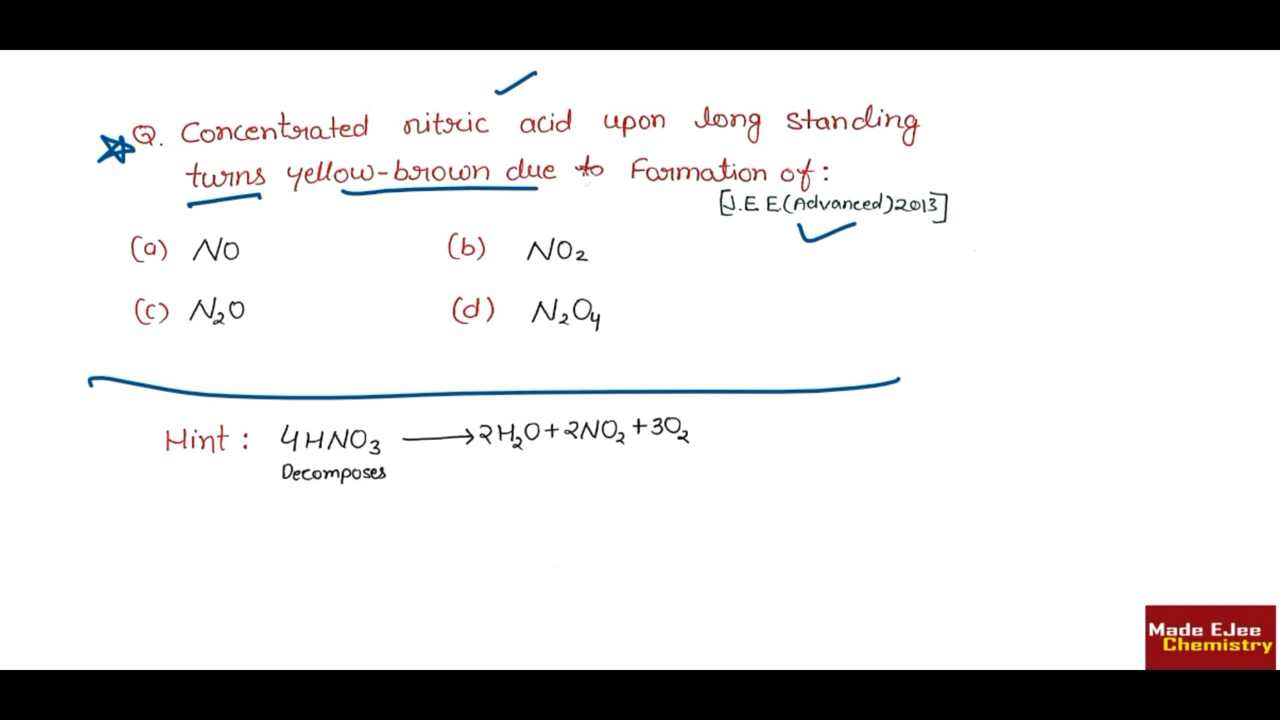 Q. Concentrated nitric acid upon long standing
turns yellow-brown due to Formation of:
[J.E.E(Advanced)2013]
(a) NO (b) NO₂
(c) N₂O (d) N₂O₄
Hint: 4HNO₃ ⟶ 2H₂O+2NO₂+3O₂
Decomposes
Made EJee
Chemistry